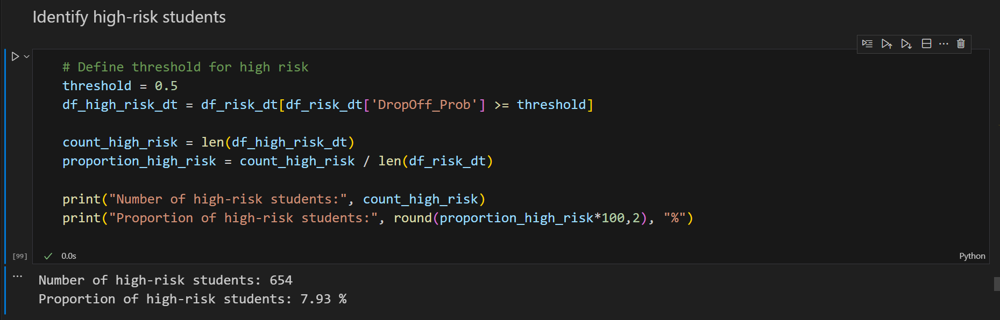 Identify high-risk students
# Define threshold for high risk
threshold = 0.5
df_high_risk_dt = df_risk_dt[df_risk_dt['DropOff_Prob'] >= threshold]
count_high_risk = len(df_high_risk_dt)
proportion_high_risk = count_high_risk / len(df_risk_dt)
print("Number of high-risk students:", count_high_risk)
print("Proportion of high-risk students:", round(proportion_high_risk*100,2), "%")
[99]
0.0s
Python
Number of high-risk students: 654
Proportion of high-risk students: 7.93 %